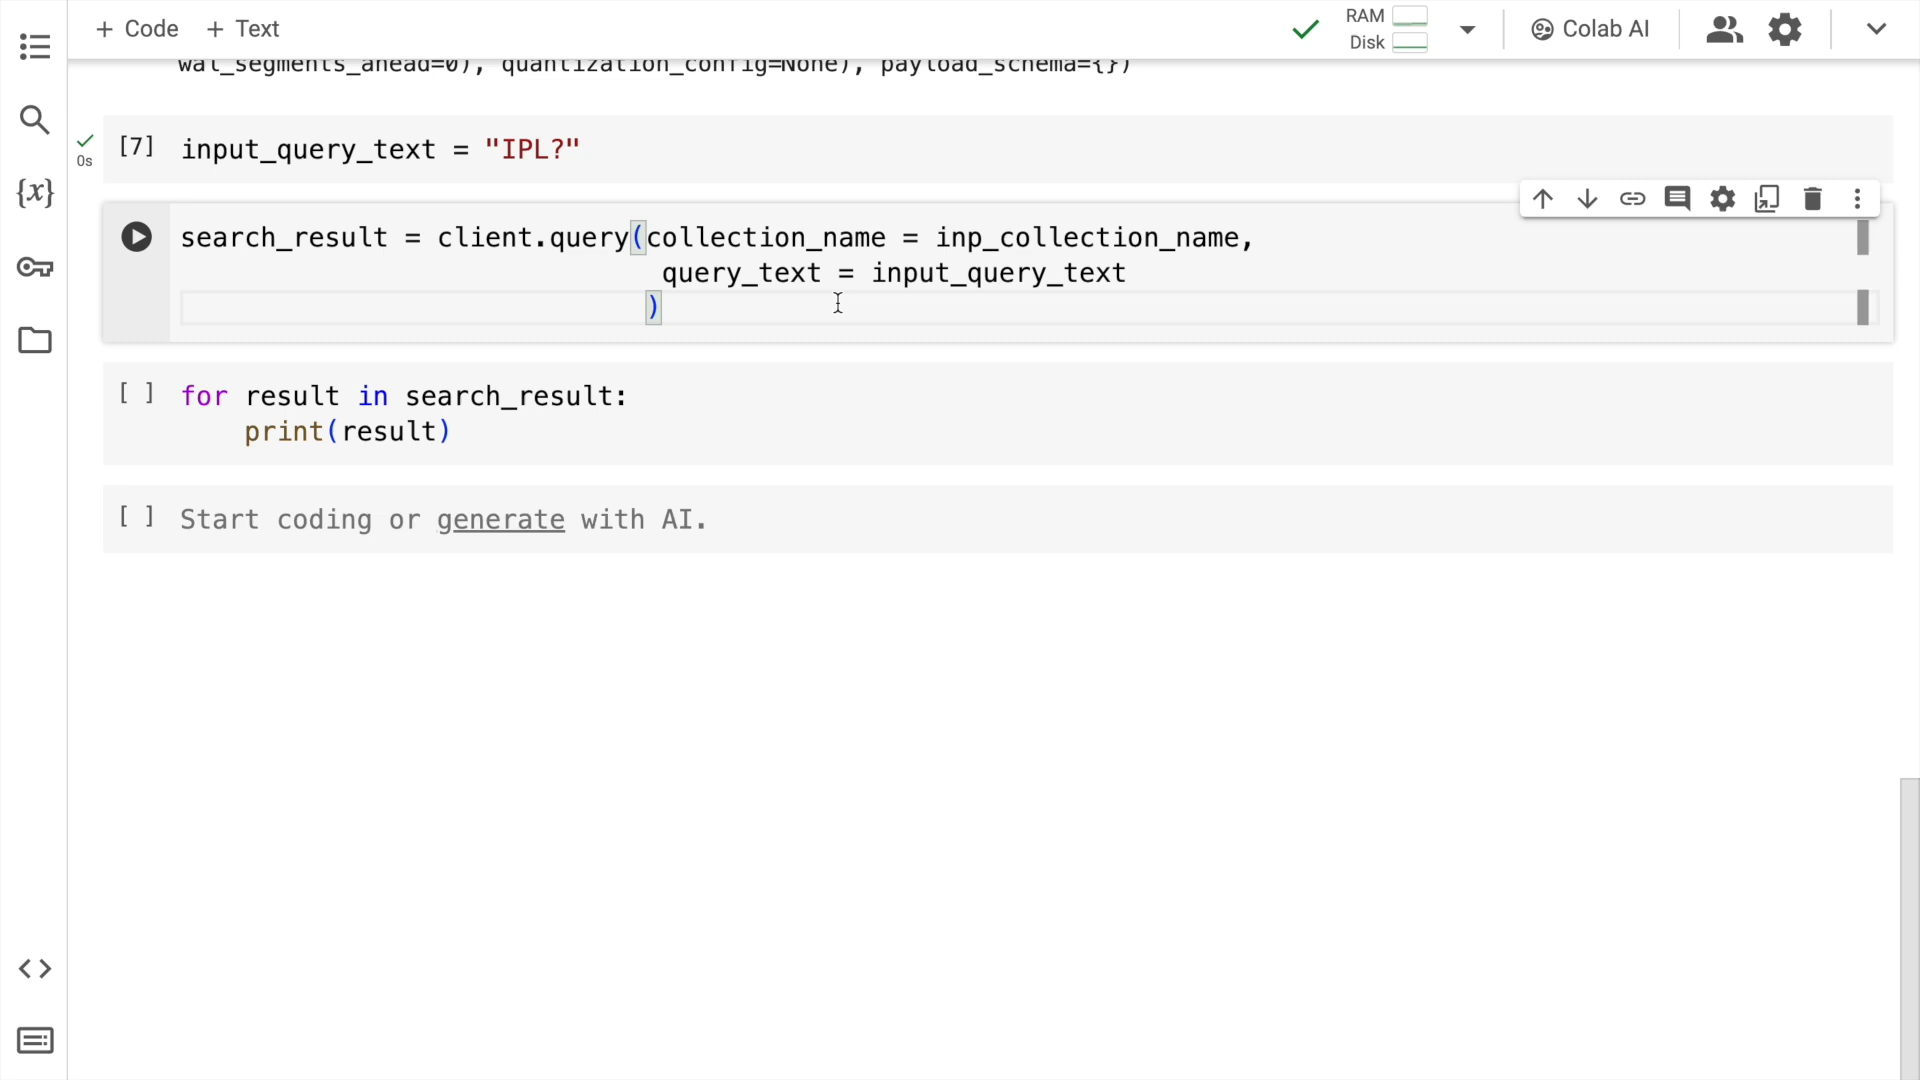 + Code + Text
RAM
Disk
Colab AI
wal_segments_ahead=0), quantization_config=None), payload_schema={})
0s
[7] input_query_text = "IPL?"
{x}
search_result = client.query(collection_name = inp_collection_name,
query_text = input_query_text
)
[ ] for result in search_result:
print(result)
[ ] Start coding or generate with AI.